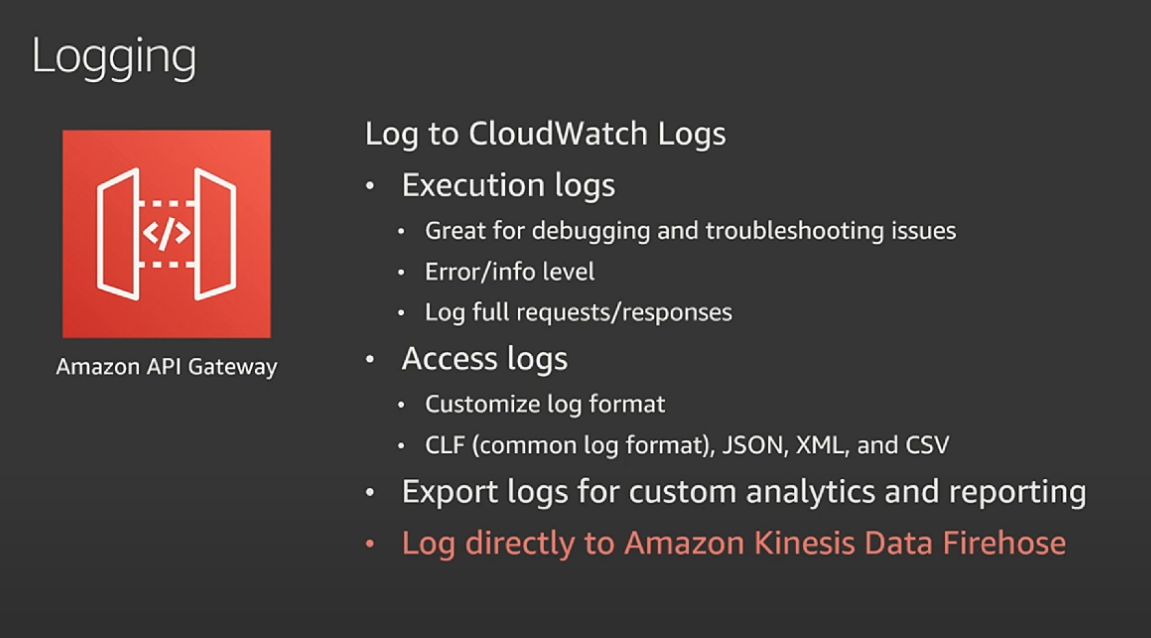 Logging
</>
Amazon API Gateway
Log to CloudWatch Logs
• Execution logs
• Great for debugging and troubleshooting issues
• Error/info level
• Log full requests/responses
• Access logs
• Customize log format
• CLF (common log format), JSON, XML, and CSV
• Export logs for custom analytics and reporting
• Log directly to Amazon Kinesis Data Firehose